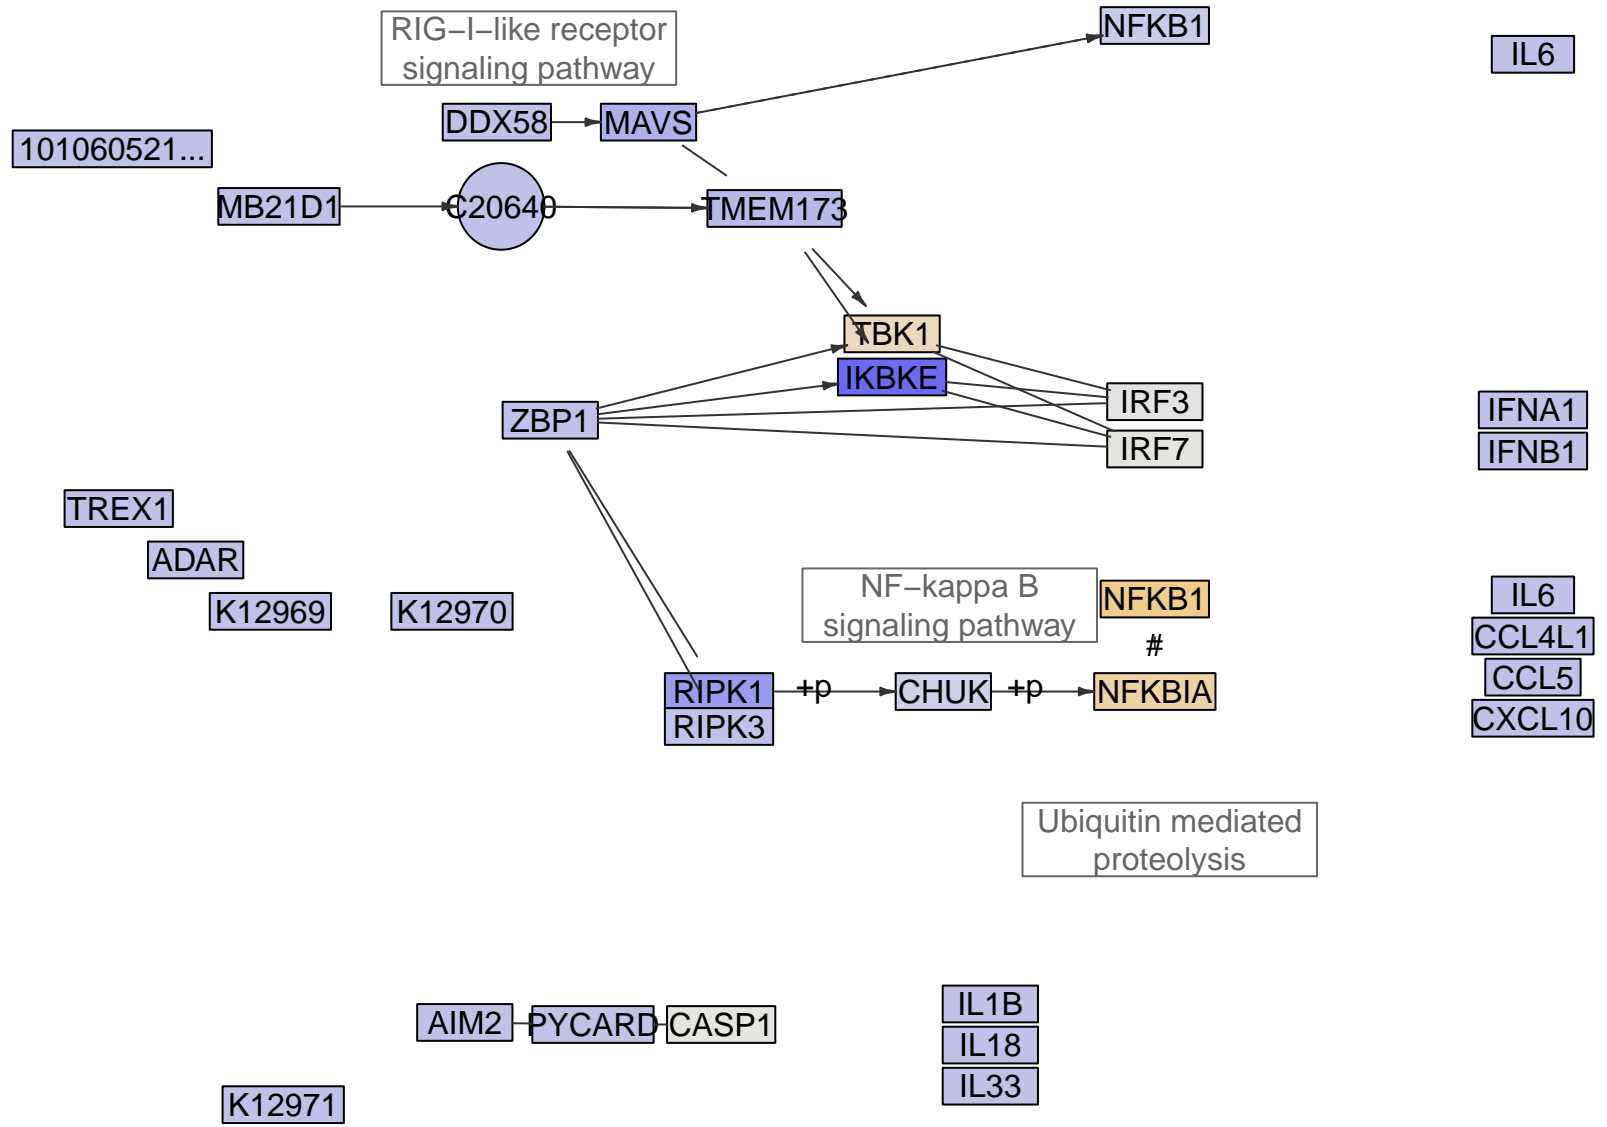 RIG−I−like receptor
signaling pathway
NFKB1
IL6
DDX58
MAVS
101060521...
MB21D1
C20640
TMEM173
TBK1
IKBKE
ZBP1
IRF3
IRF7
IFNA1
IFNB1
TREX1
ADAR
K12969
K12970
NF−kappa B
signaling pathway
NFKB1
#
IL6
CCL4L1
CCL5
CXCL10
RIPK1
+p
CHUK
+p
NFKBIA
RIPK3
Ubiquitin mediated
proteolysis
AIM2
PYCARD
CASP1
IL1B
IL18
IL33
K12971